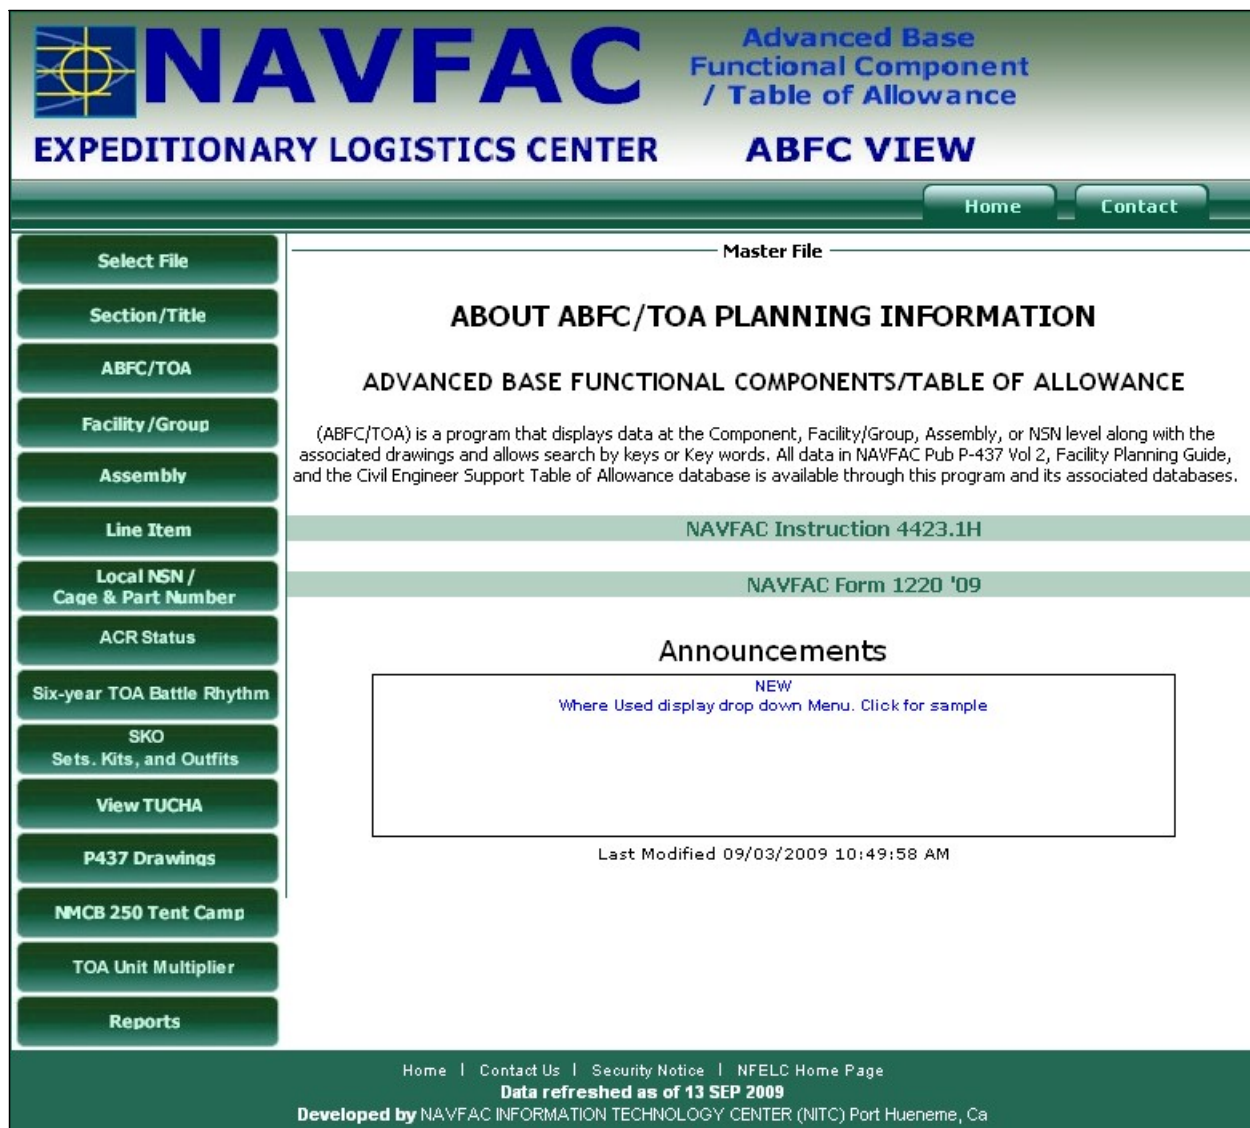 NAVFAC
Advanced Base
Functional Component
/ Table of Allowance
EXPEDITIONARY LOGISTICS CENTER
ABFC VIEW
Home
Contact
Select File
Section/Title
ABFC/TOA
Facility/Group
Assembly
Line Item
Local NSN /
Cage & Part Number
ACR Status
Six-year TOA Battle Rhythm
SKO
Sets. Kits, and Outfits
View TUCHA
P437 Drawings
NMCB 250 Tent Camp
TOA Unit Multiplier
Reports
Master File
ABOUT ABFC/TOA PLANNING INFORMATION
ADVANCED BASE FUNCTIONAL COMPONENTS/TABLE OF ALLOWANCE
(ABFC/TOA) is a program that displays data at the Component, Facility/Group, Assembly, or NSN level along with the
associated drawings and allows search by keys or Key words. All data in NAVFAC Pub P-437 Vol 2, Facility Planning Guide,
and the Civil Engineer Support Table of Allowance database is available through this program and its associated databases.
NAVFAC Instruction 4423.1H
NAVFAC Form 1220 '09
Announcements
NEW
Where Used display drop down Menu. Click for sample
Last Modified 09/03/2009 10:49:58 AM
Home | Contact Us | Security Notice | NFELC Home Page
Data refreshed as of 13 SEP 2009
Developed by NAVFAC INFORMATION TECHNOLOGY CENTER (NITC) Port Hueneme, Ca